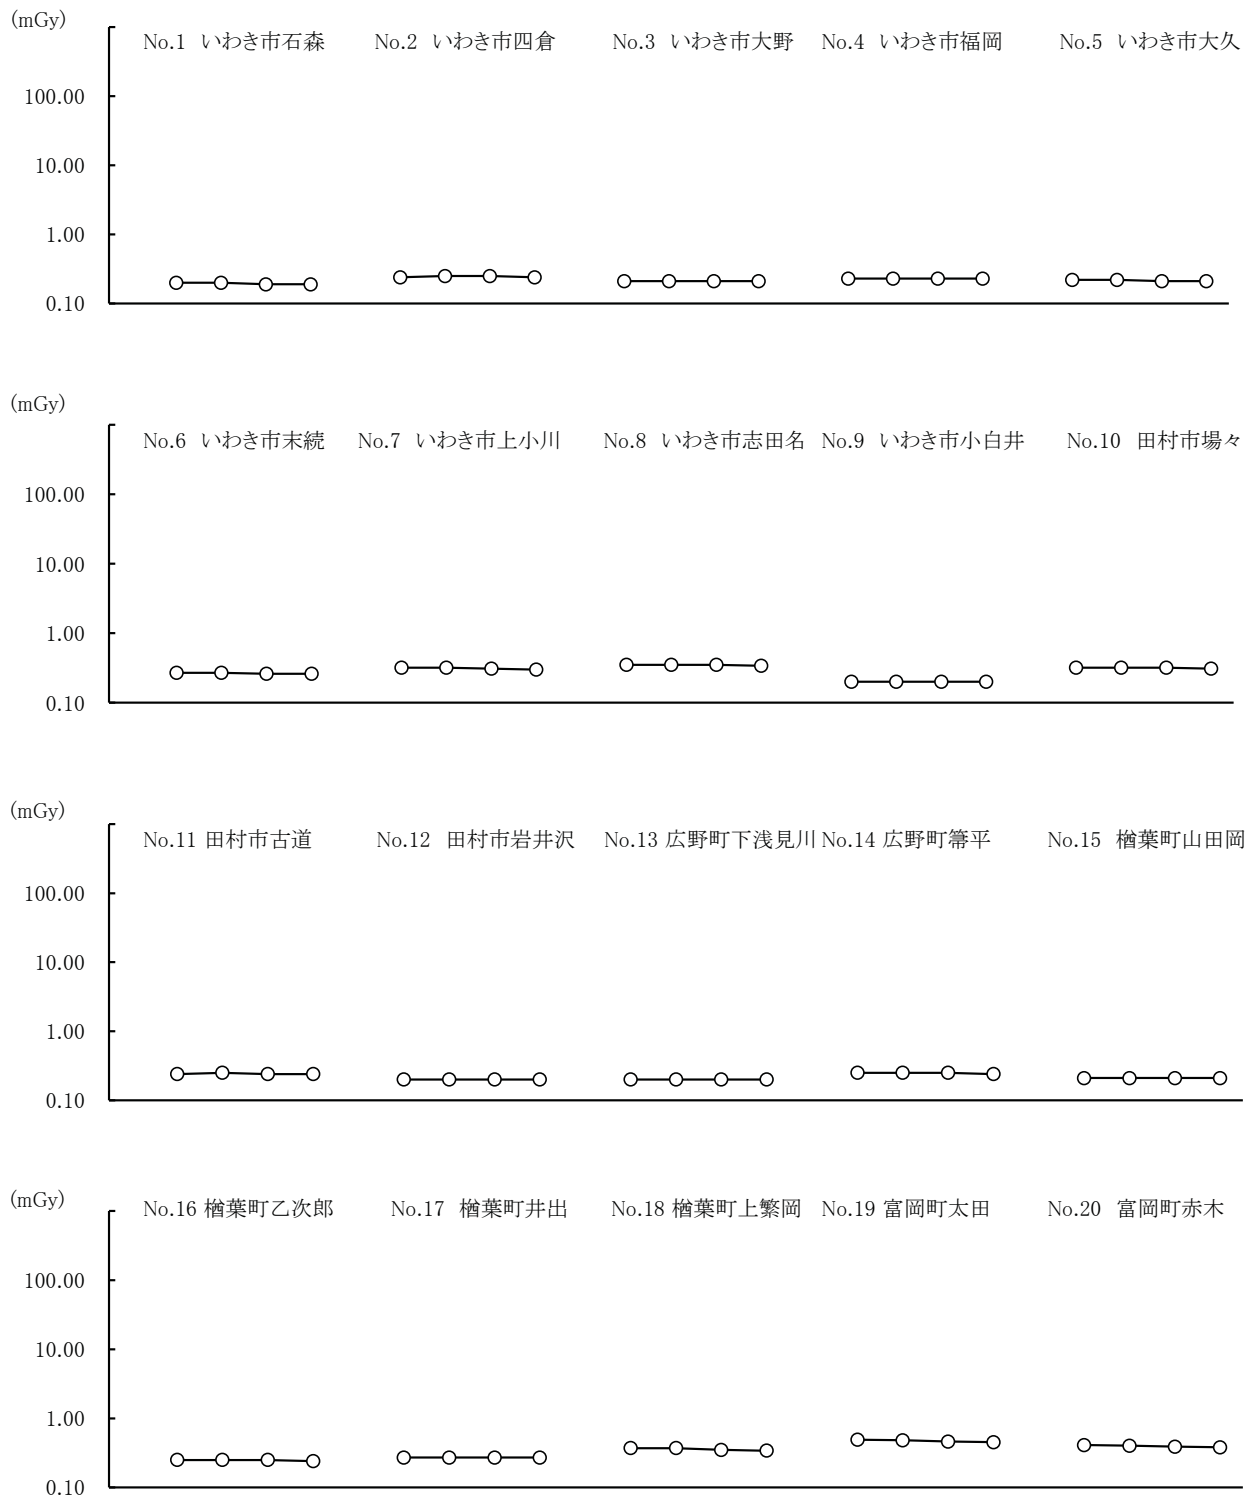 (mGy)
No.1 いわき市石森 No.2 いわき市四倉 No.3 いわき市大野 No.4 いわき市福岡 No.5 いわき市大久
100.00
10.00
1.00
0.10
(mGy)
No.6 いわき市末続 No.7 いわき市上小川 No.8 いわき市志田名 No.9 いわき市小白井 No.10 田村市場々
100.00
10.00
1.00
0.10
(mGy)
No.11 田村市古道 No.12 田村市岩井沢 No.13 広野町下浅見川 No.14 広野町箒平 No.15 楢葉町山田岡
100.00
10.00
1.00
0.10
(mGy)
No.16 楢葉町乙次郎 No.17 楢葉町井出 No.18 楢葉町上繁岡 No.19 富岡町太田 No.20 富岡町赤木
100.00
10.00
1.00
0.10